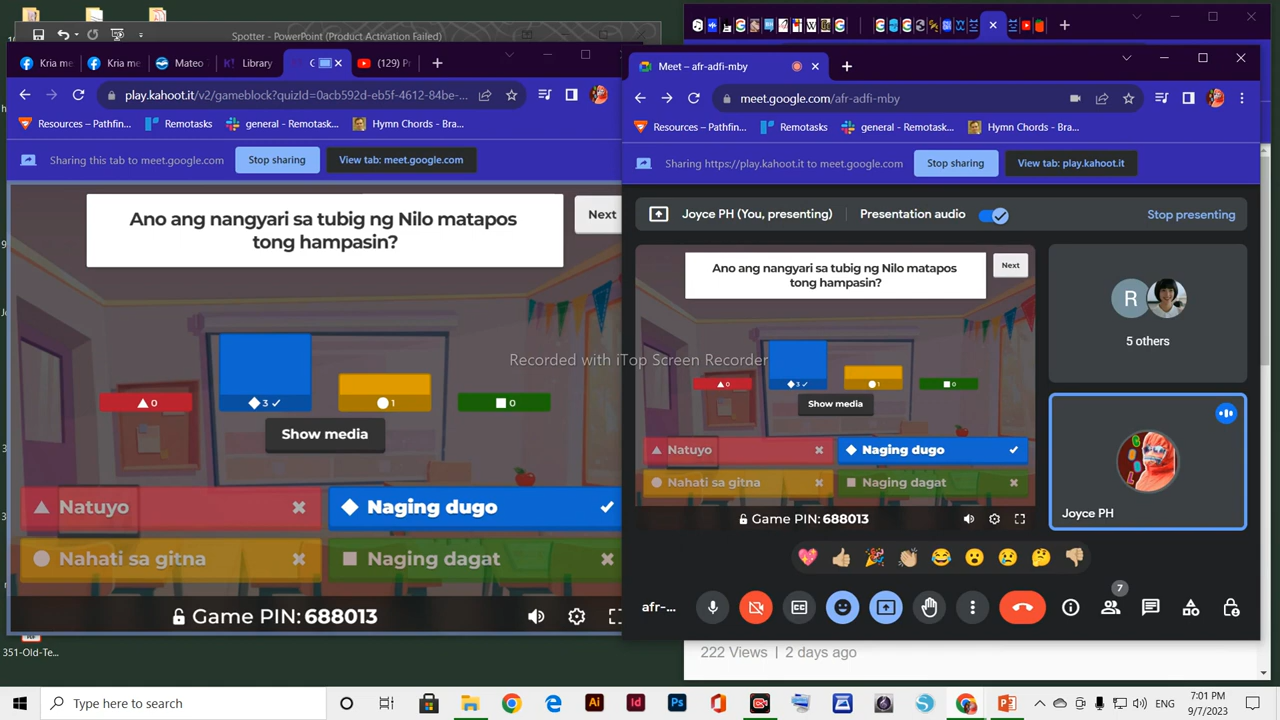 Spotter - PowerPoint (Product Activation Failed)
Kria me
Kria me
Mateo
Library
(129) P
play.kahoot.it/v2/gameblock?quizId=0acb592d-eb5f-4612-84be-...
Resources – Pathfin...
Remotasks
general - Remotask...
Hymn Chords - Bra...
Sharing this tab to meet.google.com
Stop sharing
View tab: meet.google.com
Ano ang nangyari sa tubig ng Nilo matapos
tong hampasin?
Next
0
3
1
0
Show media
Natuyo
Naging dugo
Nahati sa gitna
Naging dagat
Game PIN: 688013
Meet – afr-adfi-mby
meet.google.com/afr-adfi-mby
Resources – Pathfin...
Remotasks
general - Remotask...
Hymn Chords - Bra...
Sharing https://play.kahoot.it to meet.google.com
Stop sharing
View tab: play.kahoot.it
Joyce PH (You, presenting)
Presentation audio
Stop presenting
Ano ang nangyari sa tubig ng Nilo matapos
tong hampasin?
Next
0
3
1
0
Show media
Natuyo
Naging dugo
Nahati sa gitna
Naging dagat
Game PIN: 688013
R
5 others
Joyce PH
Recorded with iTop Screen Recorder
afr-...
7
222 Views | 2 days ago
351-Old-Te...
Type here to search
ENG
7:01 PM
9/7/2023